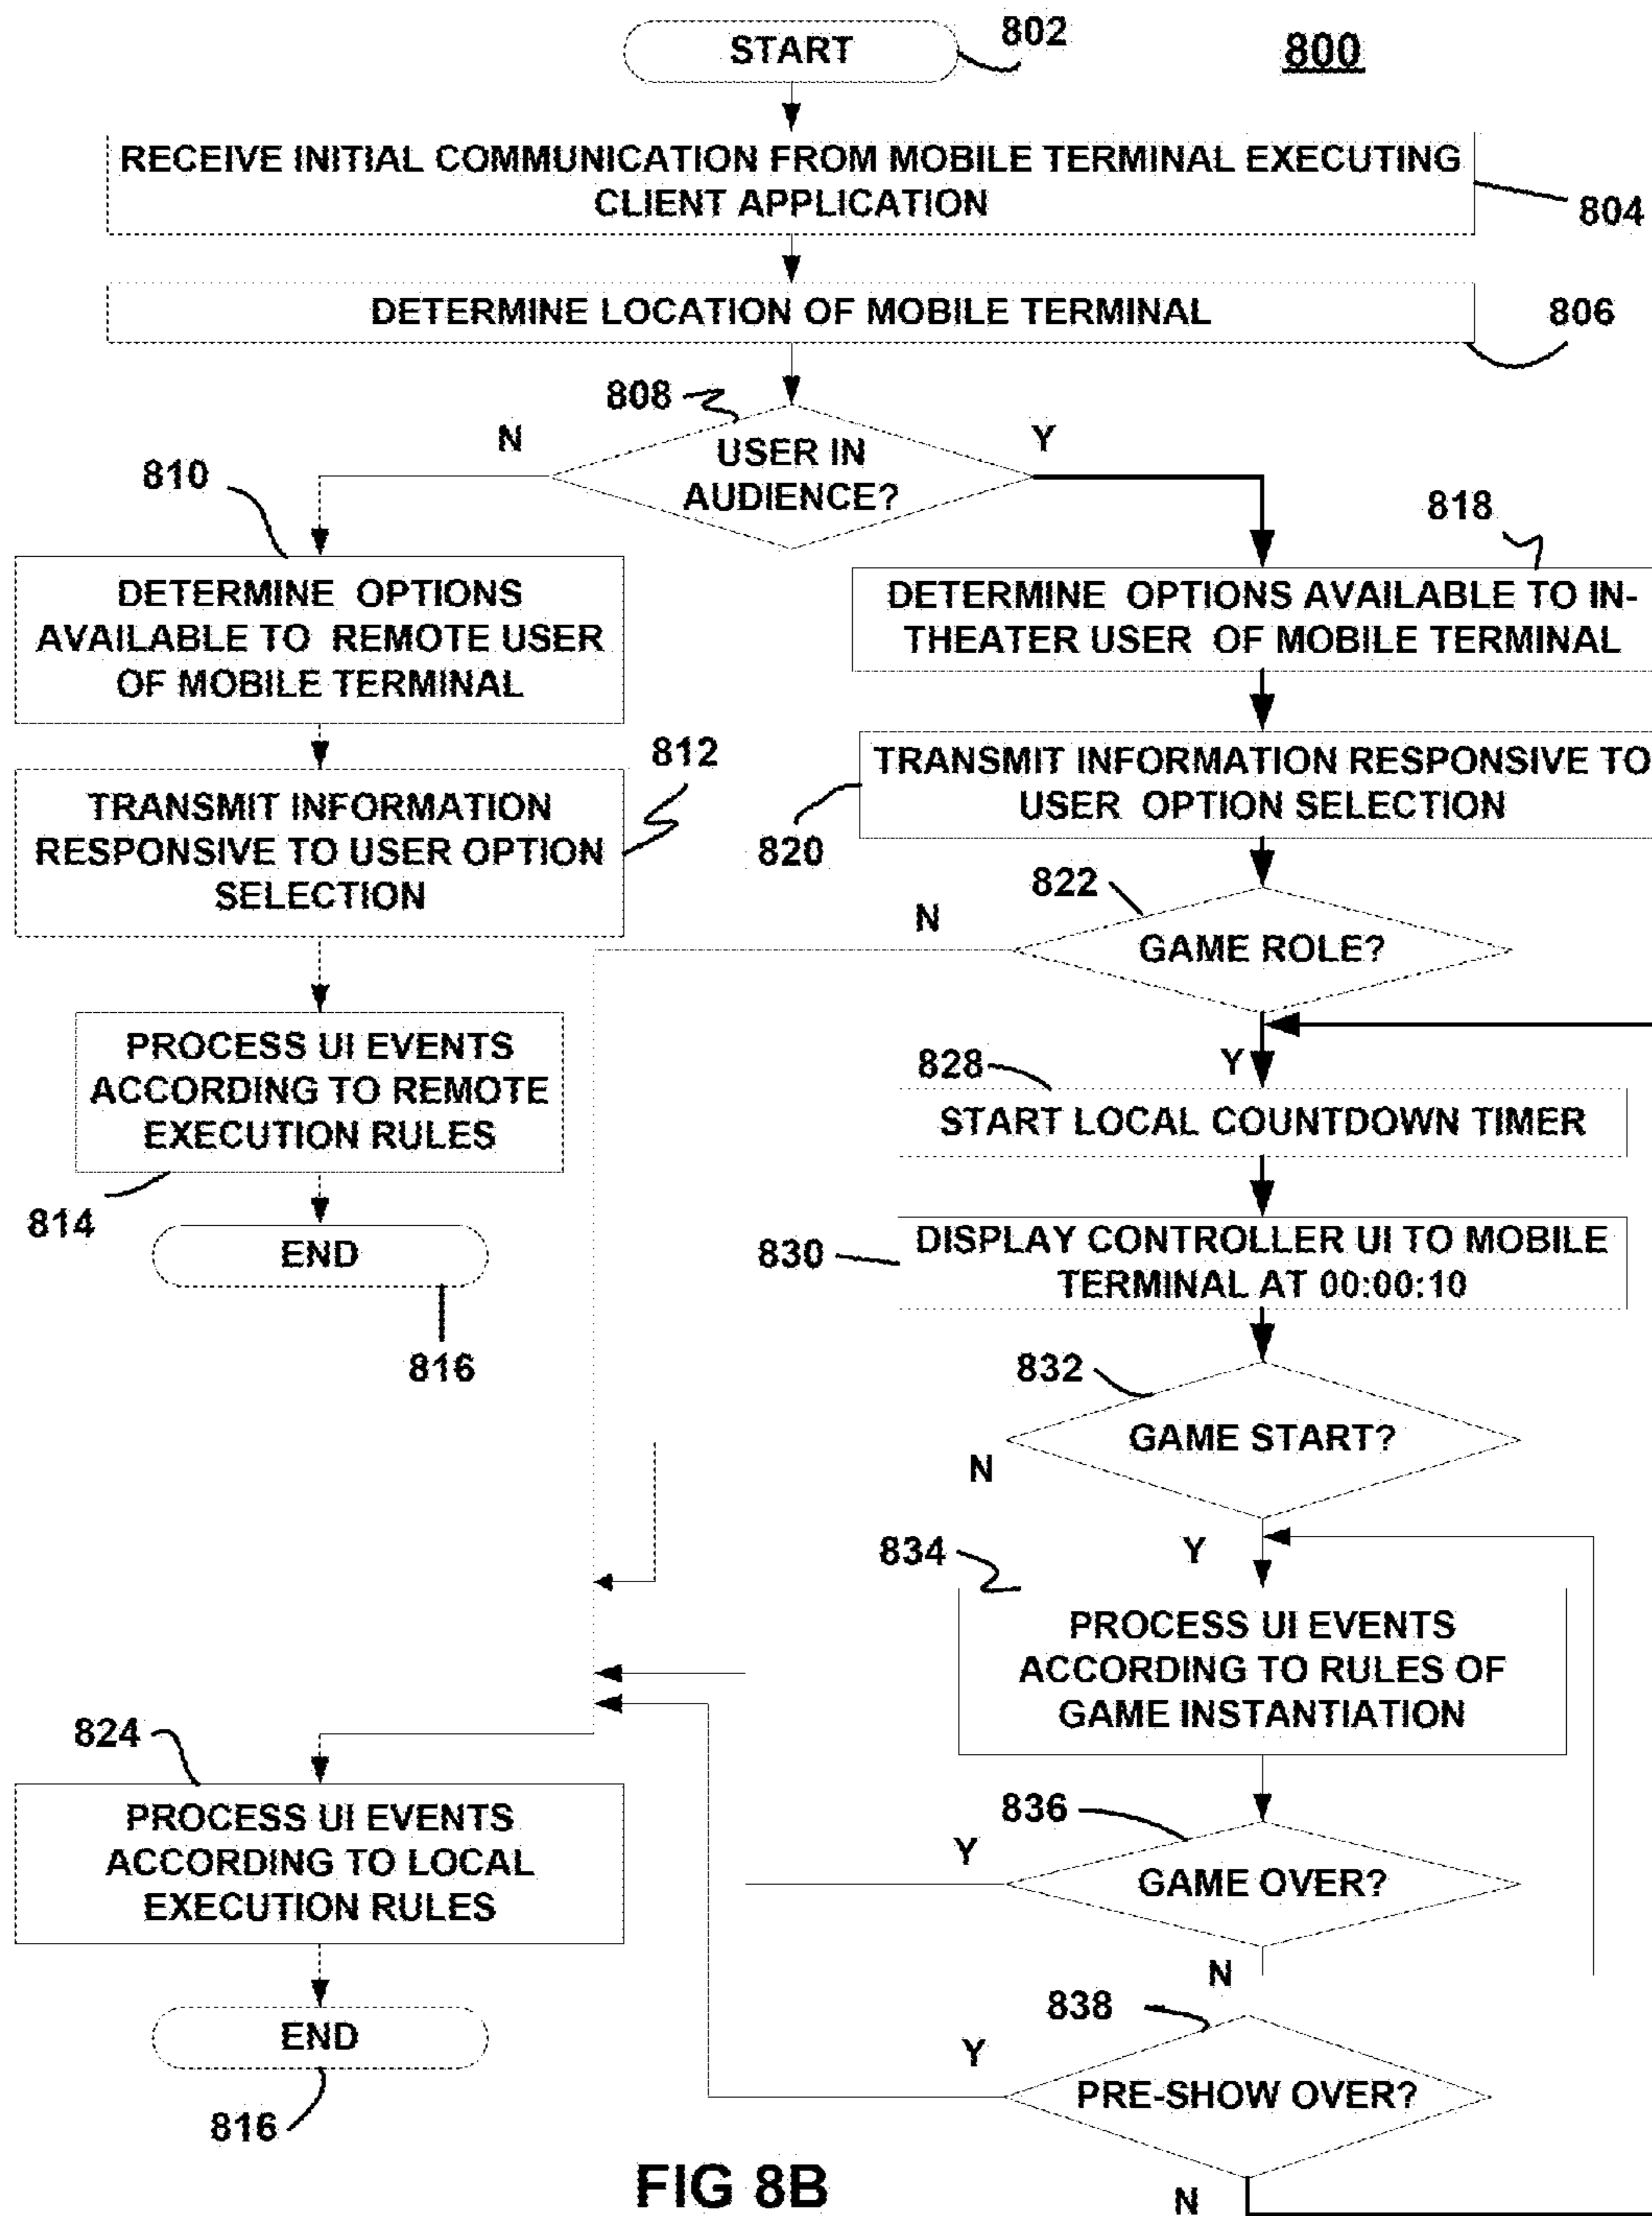 START
802
800
RECEIVE INITIAL COMMUNICATION FROM MOBILE TERMINAL EXECUTING
CLIENT APPLICATION
804
DETERMINE LOCATION OF MOBILE TERMINAL
806
808
N
USER IN
AUDIENCE?
Y
810
DETERMINE OPTIONS
AVAILABLE TO REMOTE USER
OF MOBILE TERMINAL
812
TRANSMIT INFORMATION
RESPONSIVE TO USER OPTION
SELECTION
PROCESS UI EVENTS
ACCORDING TO REMOTE
EXECUTION RULES
814
END
816
818
DETERMINE OPTIONS AVAILABLE TO IN-
THEATER USER OF MOBILE TERMINAL
TRANSMIT INFORMATION RESPONSIVE TO
USER OPTION SELECTION
820
822
N
GAME ROLE?
Y
828
START LOCAL COUNTDOWN TIMER
830
DISPLAY CONTROLLER UI TO MOBILE
TERMINAL AT 00:00:10
832
GAME START?
N
Y
834
PROCESS UI EVENTS
ACCORDING TO RULES OF
GAME INSTANTIATION
836
Y
GAME OVER?
N
838
Y
PRE-SHOW OVER?
N
824
PROCESS UI EVENTS
ACCORDING TO LOCAL
EXECUTION RULES
END
816
FIG 8B